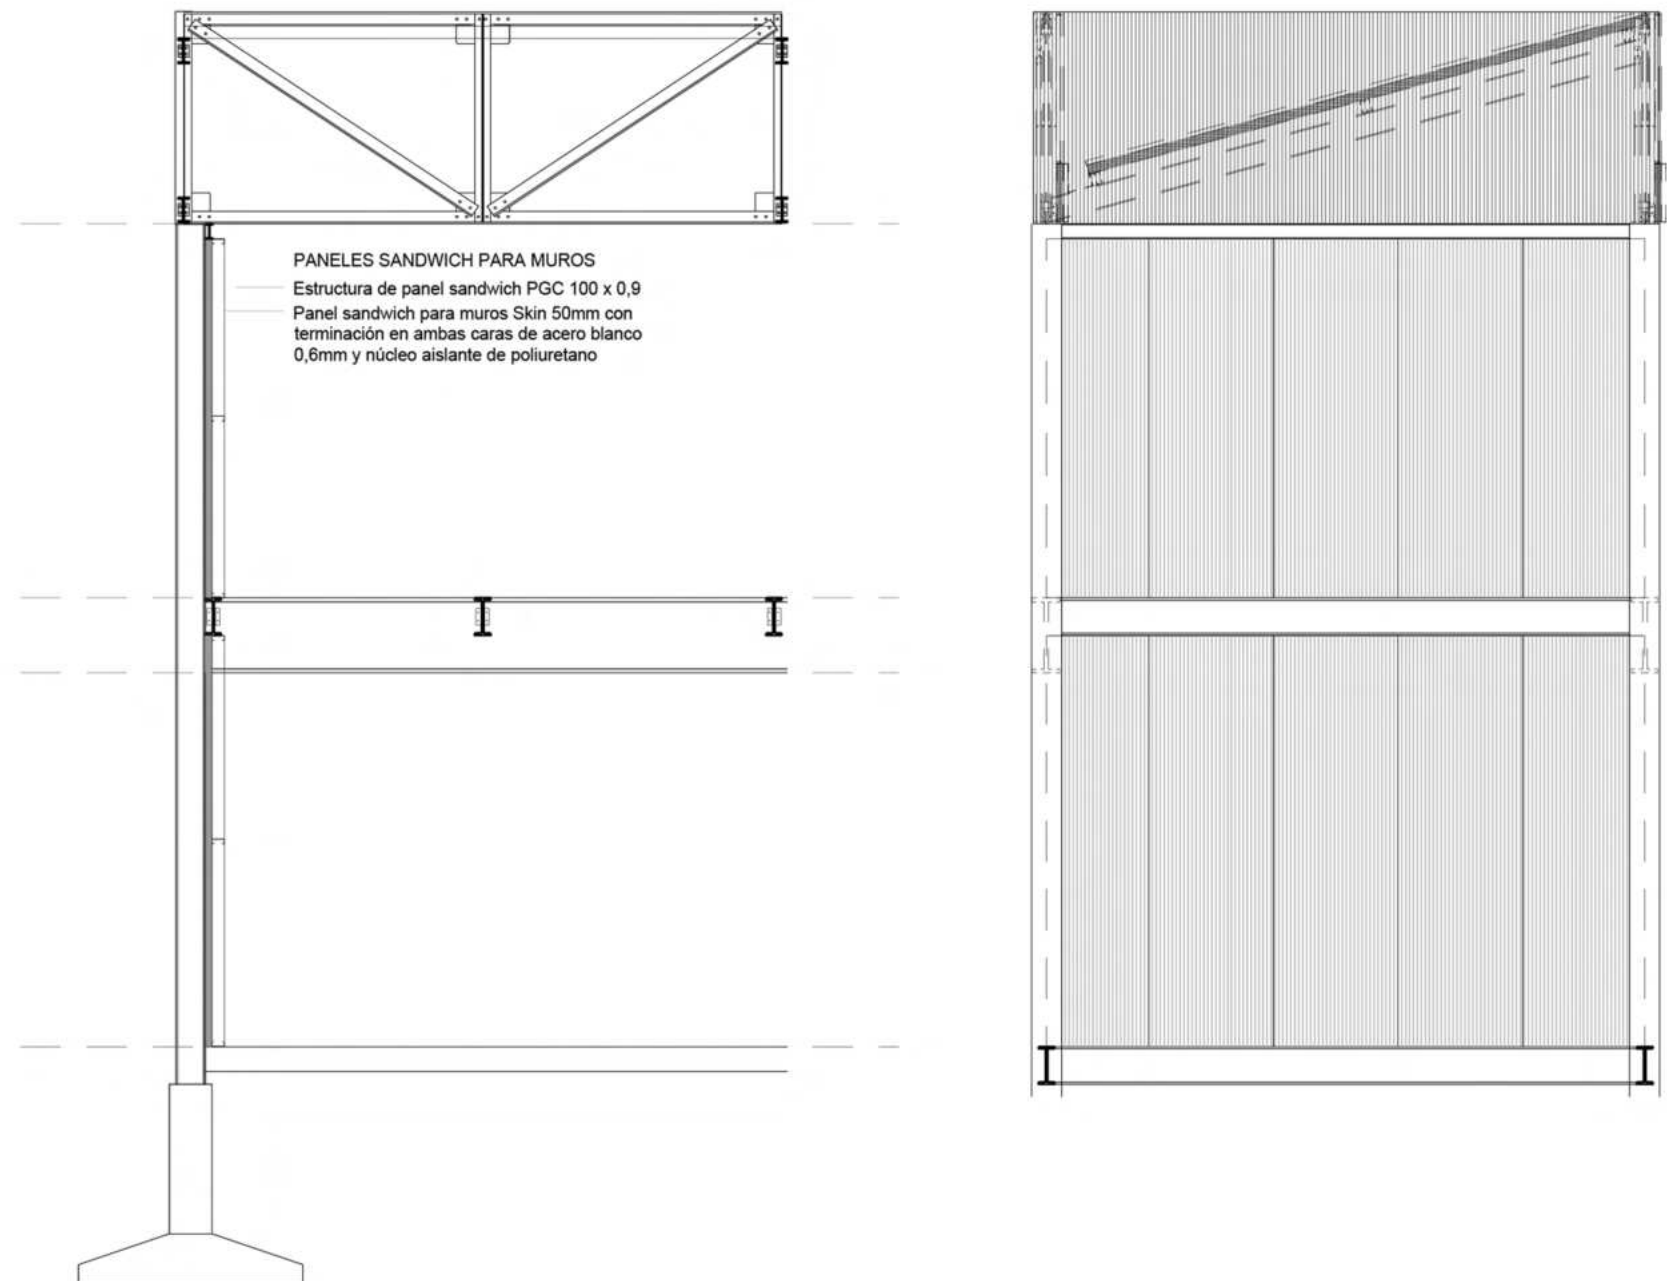 PANELES SANDWICH PARA MUROS
Estructura de panel sandwich PGC 100 x 0,9
Panel sandwich para muros Skin 50mm con
terminación en ambas caras de acero blanco
0,6mm y núcleo aislante de poliuretano